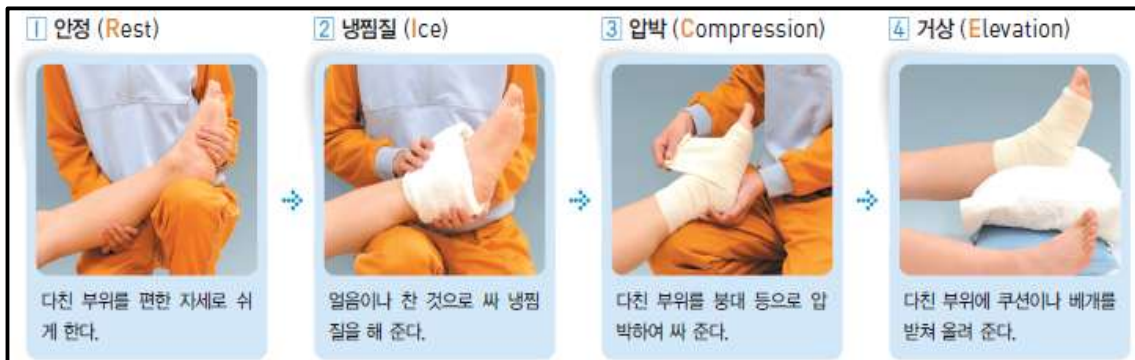 1 안정 (Rest)
다친 부위를 편한 자세로 쉬
게 한다.
2 냉찜질 (Ice)
얼음이나 찬 것으로 싸 냉찜
질을 해 준다.
3 압박 (Compression)
다친 부위를 붕대 등으로 압
박하여 싸 준다.
4 거상 (Elevation)
다친 부위에 쿠션이나 베개를
받쳐 올려 준다.